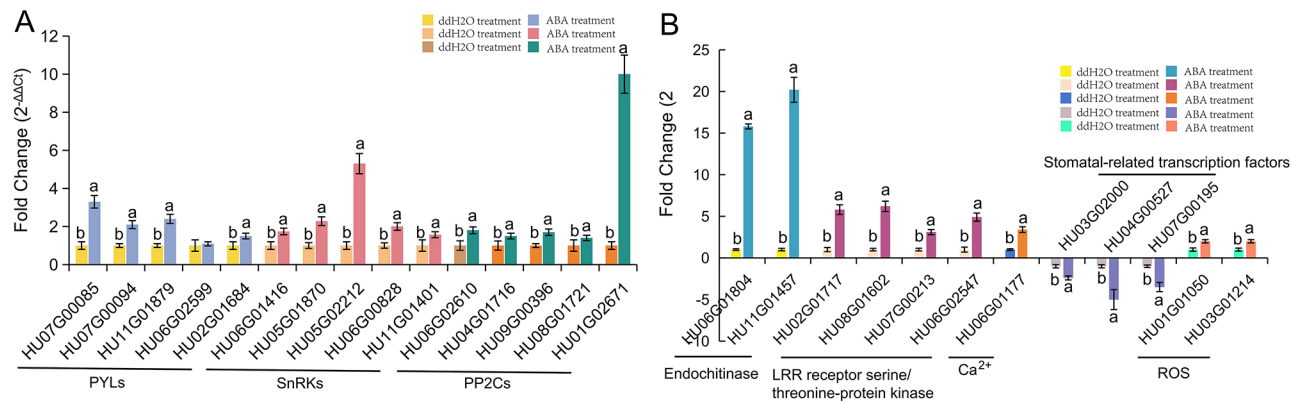 A
Fold Change (2-ΔΔCt)
12
10
8
6
4
2
0
ddH2O treatment ABA treatment
ddH2O treatment ABA treatment
ddH2O treatment ABA treatment
b a b a b a b a b a b a b a b a b a b a b a b a b a b a
HU07G00085
HU07G00094
HU11G01879
HU06G02599
HU02G01684
HU06G01416
HU05G01870
HU05G02212
HU06G00828
HU11G01401
HU06G02610
HU04G01716
HU09G00396
HU08G01721
HU01G02671
PYLs SnRKs PP2Cs
B
Fold Change (2
25
20
15
10
5
0
-5
-10
ddH2O treatment ABA treatment
ddH2O treatment ABA treatment
ddH2O treatment ABA treatment
ddH2O treatment ABA treatment
ddH2O treatment ABA treatment
Stomatal-related transcription factors
HU03G02000
HU04G00527
HU07G00195
b a b a b a b a b a b a b a b a b a b a b a b a
HU06G01804
HU11G01457
HU02G01717
HU08G01602
HU07G00213
HU06G02547
HU06G01177
HU01G01050
HU03G01214
Endochitinase
LRR receptor serine/
threonine-protein kinase
Ca2+
ROS